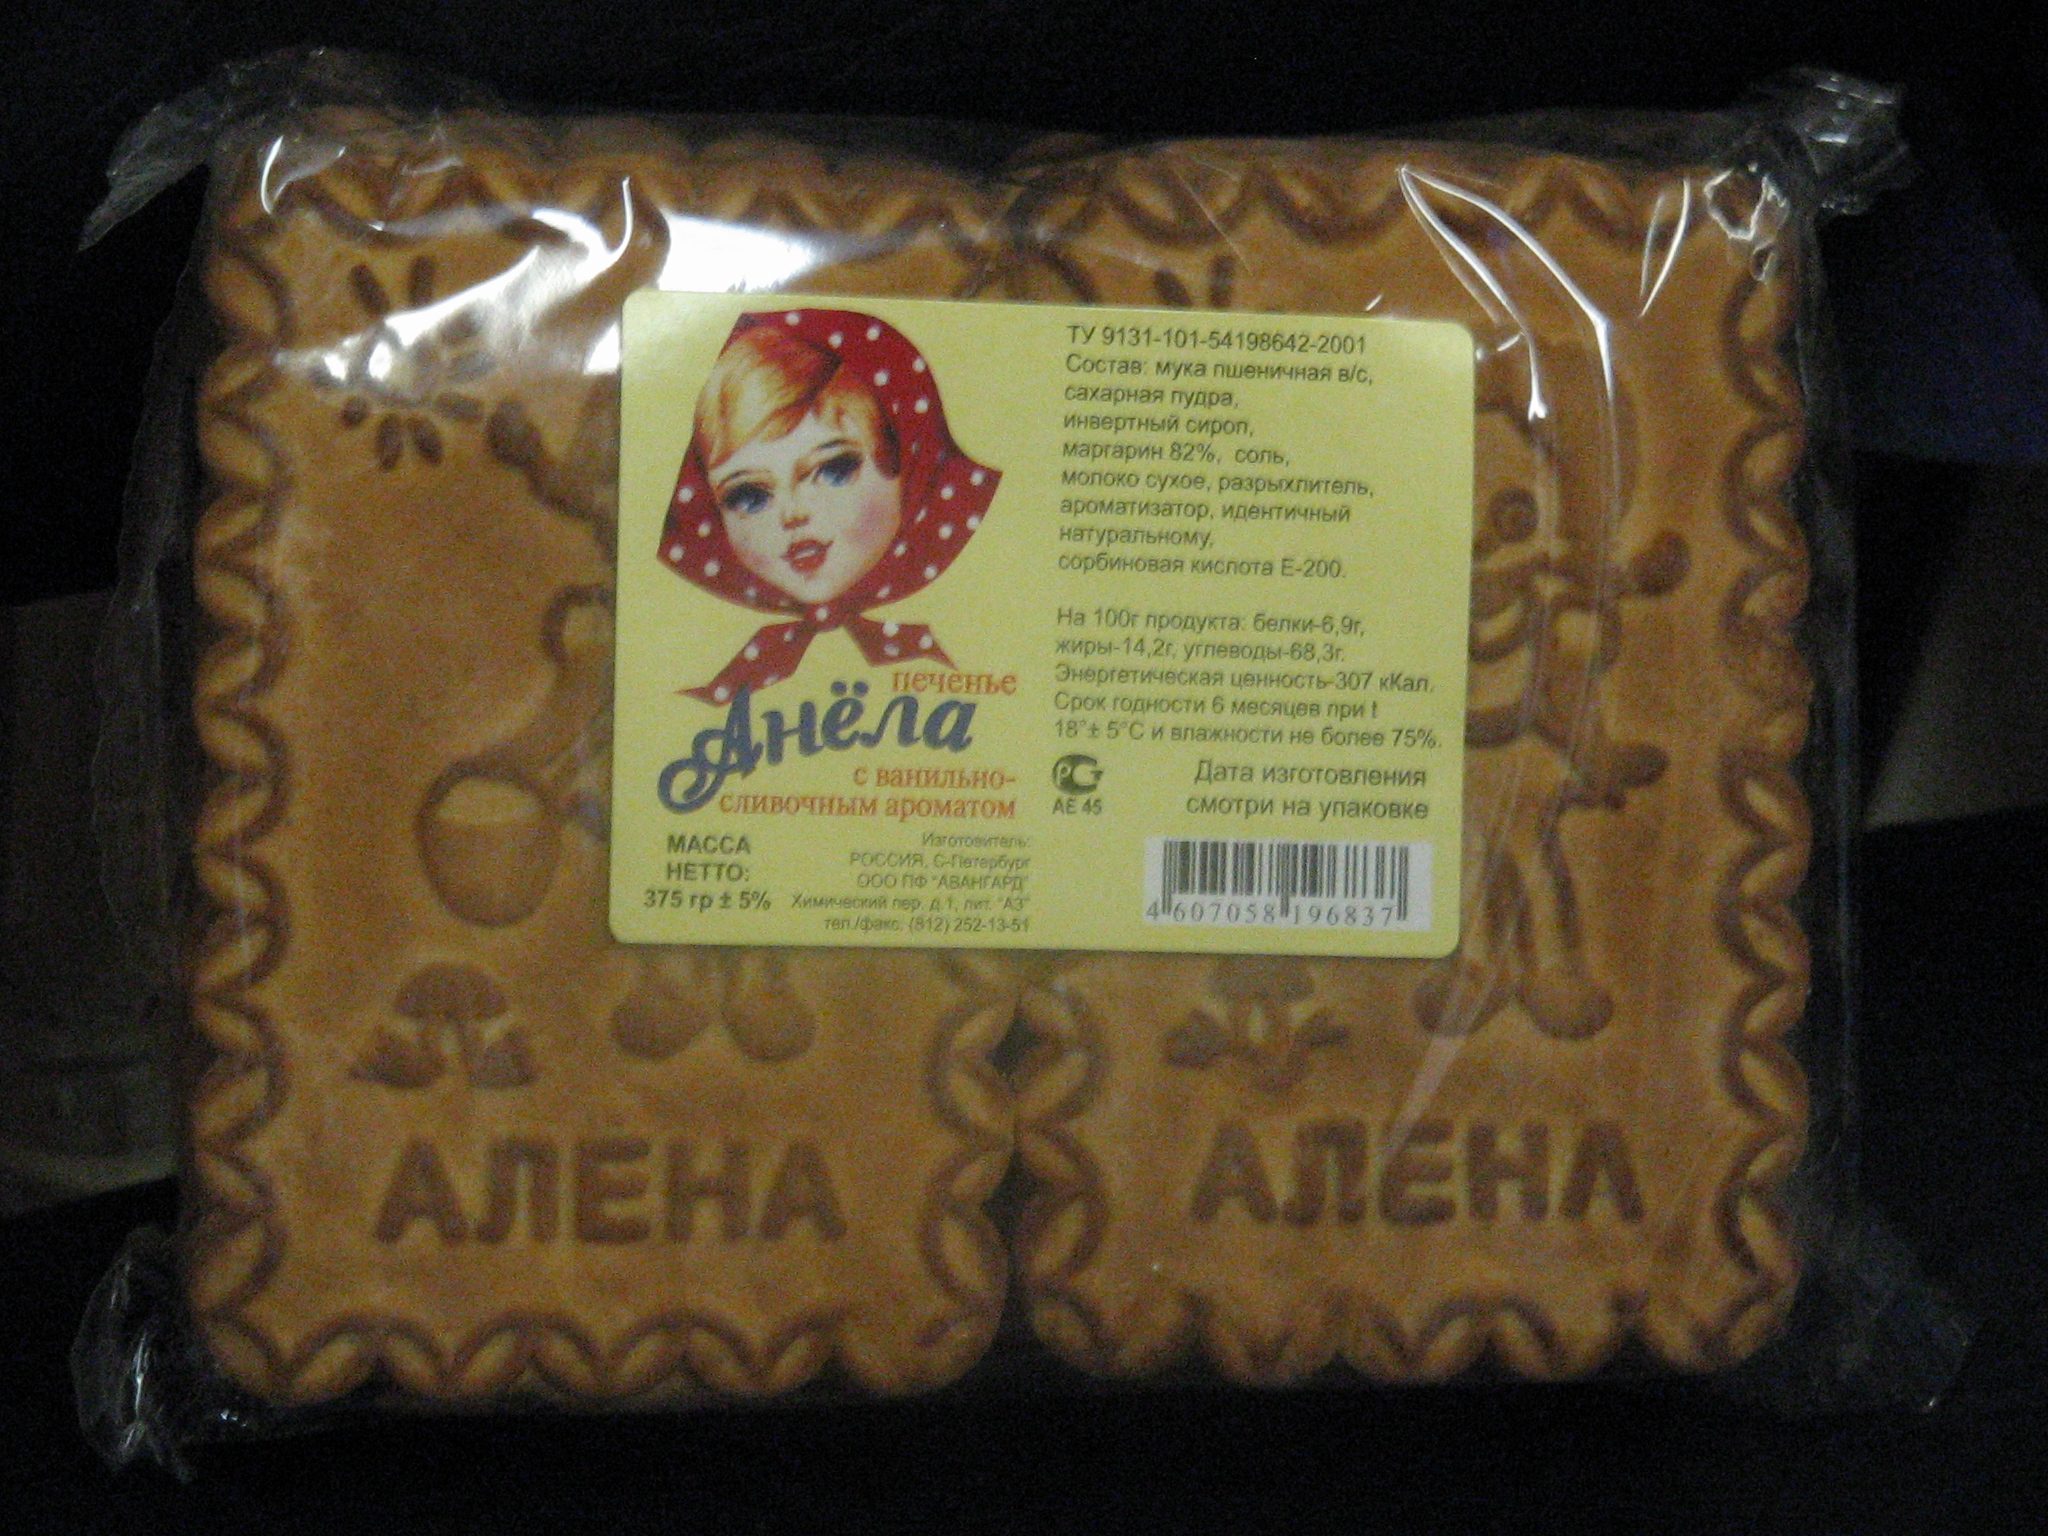 печенье
Анёла
с ванильно-
сливочным ароматом
МАССА
НЕТТО:
375 гр ± 5%
Изготовитель:
РОССИЯ, С-Петербург
ООО ПФ "АВАНГАРД"
Химический пер. д.1, лит. "АЗ"
тел./факс: (812) 252-13-51
ТУ 9131-101-54198642-2001
Состав: мука пшеничная в/с,
сахарная пудра,
инвертный сироп,
маргарин 82%, соль,
молоко сухое, разрыхлитель,
ароматизатор, идентичный
натуральному,
сорбиновая кислота Е-200.
На 100г продукта: белки-6,9г,
жиры-14,2г, углеводы-68,3г.
Энергетическая ценность-307 кКал.
Срок годности 6 месяцев при t
18°± 5°С и влажности не более 75%.
РСТ
АЕ 45
Дата изготовления
смотри на упаковке
4 607058 196837
АЛЕНА
АЛЕНА